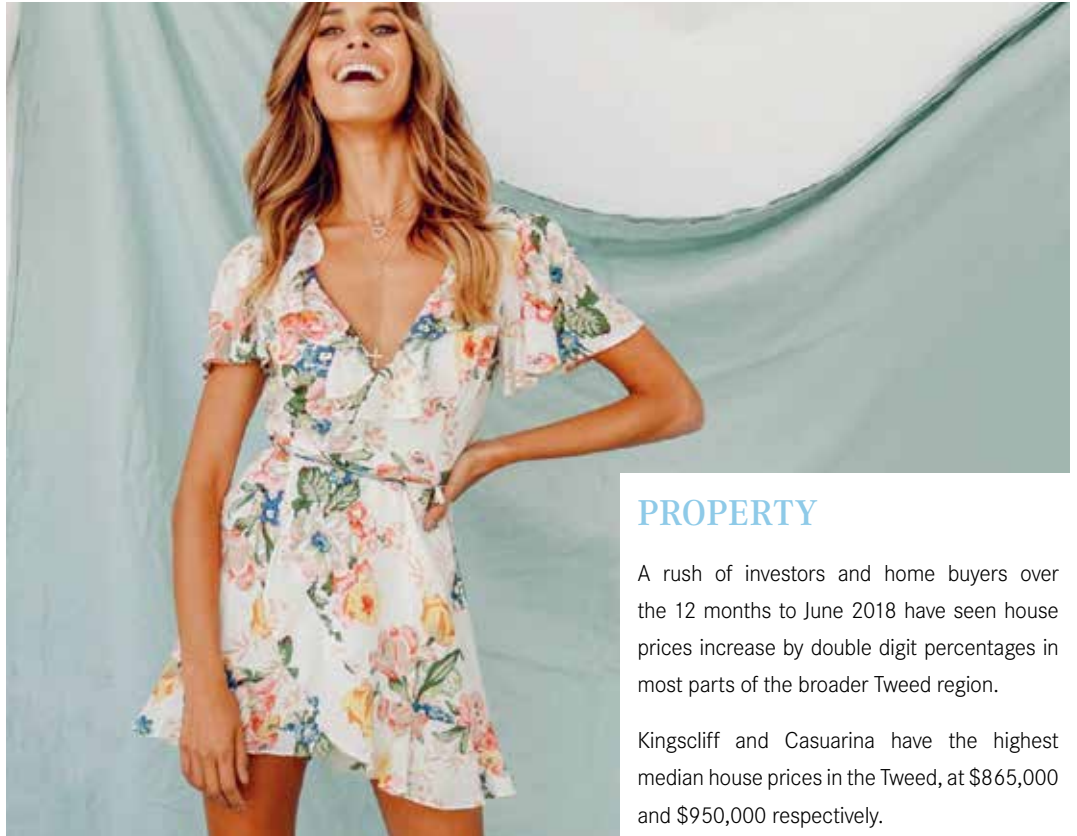 PROPERTY
A rush of investors and home buyers over
the 12 months to June 2018 have seen house
prices increase by double digit percentages in
most parts of the broader Tweed region.
Kingscliff and Casuarina have the highest
median house prices in the Tweed, at $865,000
and $950,000 respectively.